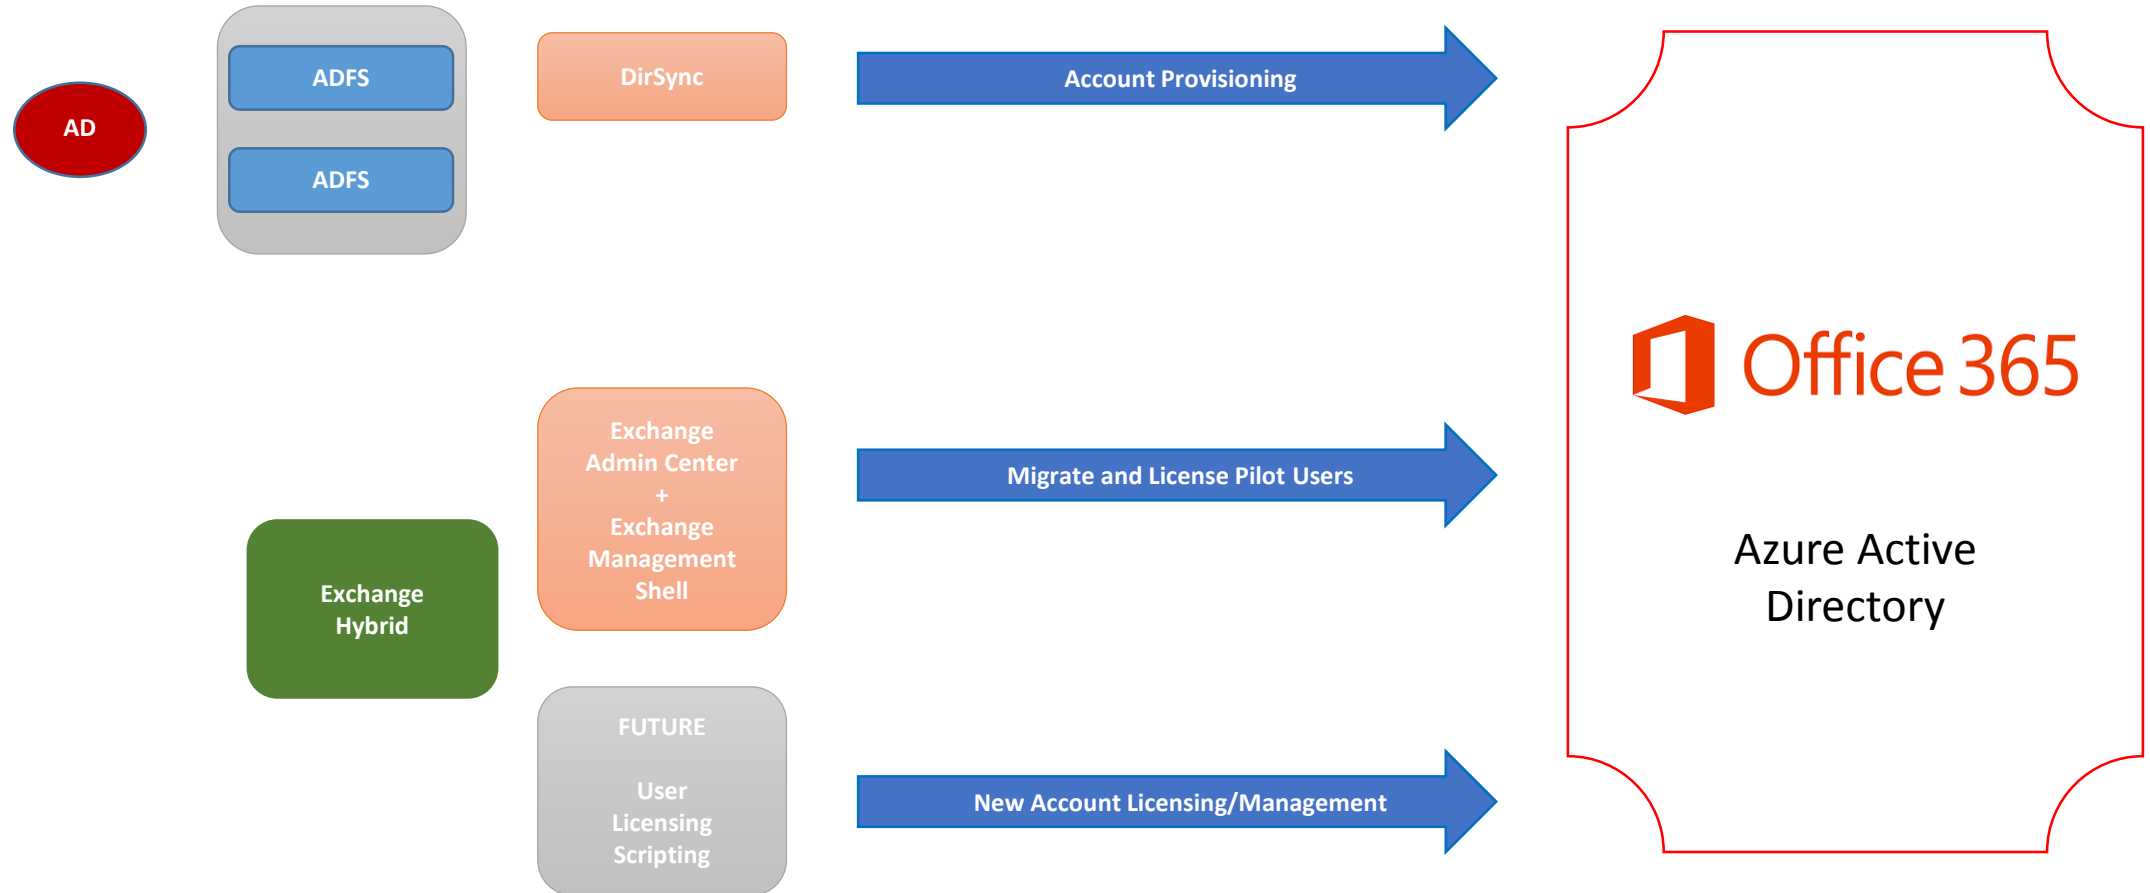 AD
ADFS
ADFS
DirSync
Account Provisioning
Exchange
Admin Center
+
Exchange
Management
Shell
Migrate and License Pilot Users
Exchange
Hybrid
FUTURE
User
Licensing
Scripting
New Account Licensing/Management
Office 365
Azure Active
Directory